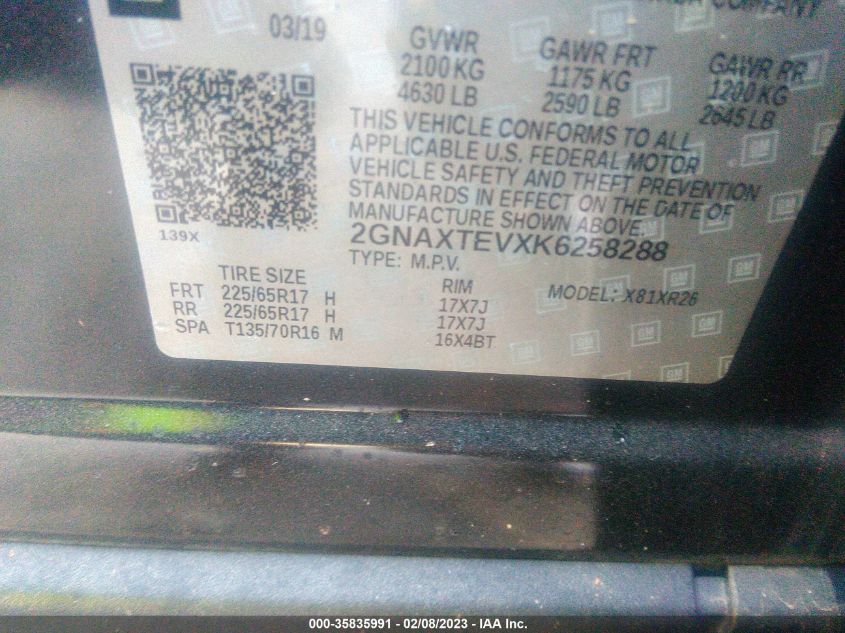 COMPANY
03/19 GVWR GAWR FRT GAWR RR
2100 KG 1175 KG 1200 KG
4630 LB 2590 LB 2645 LB
THIS VEHICLE CONFORMS TO ALL
APPLICABLE U.S. FEDERAL MOTOR
VEHICLE SAFETY AND THEFT PREVENTION
STANDARDS IN EFFECT ON THE DATE OF
MANUFACTURE SHOWN ABOVE.
139X 2GNAXTEVXK6258288
TYPE: M.P.V.
TIRE SIZE RIM MODEL: X81XR26
FRT 225/65R17 H 17X7J
RR 225/65R17 H 17X7J
SPA T135/70R16 M 16X4BT
GM
000-35835991 - 02/08/2023 - IAA Inc.